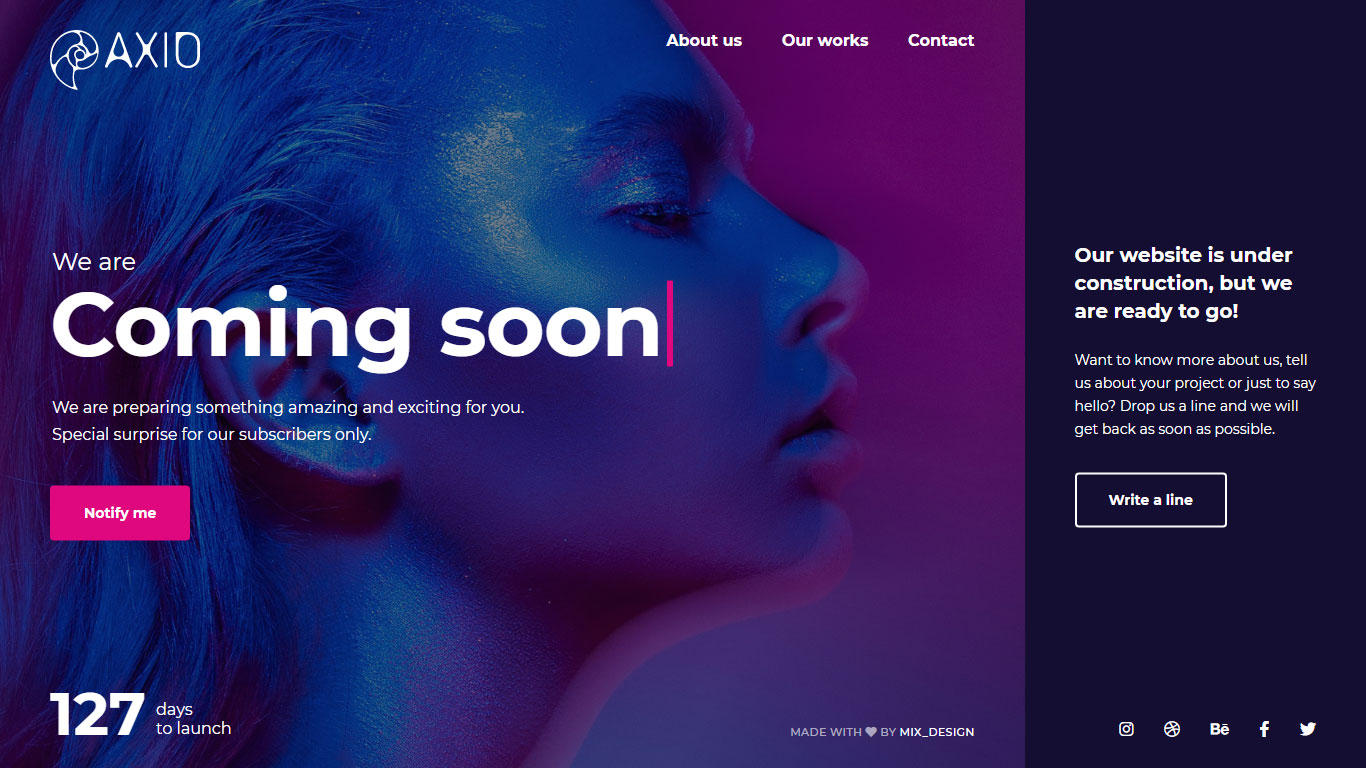 AXIO
About us Our works Contact
We are
Coming soon
We are preparing something amazing and exciting for you.
Special surprise for our subscribers only.
Notify me
127 days
to launch
MADE WITH BY MIX_DESIGN
Our website is under
construction, but we
are ready to go!
Want to know more about us, tell
us about your project or just to say
hello? Drop us a line and we will
get back as soon as possible.
Write a line
Bē